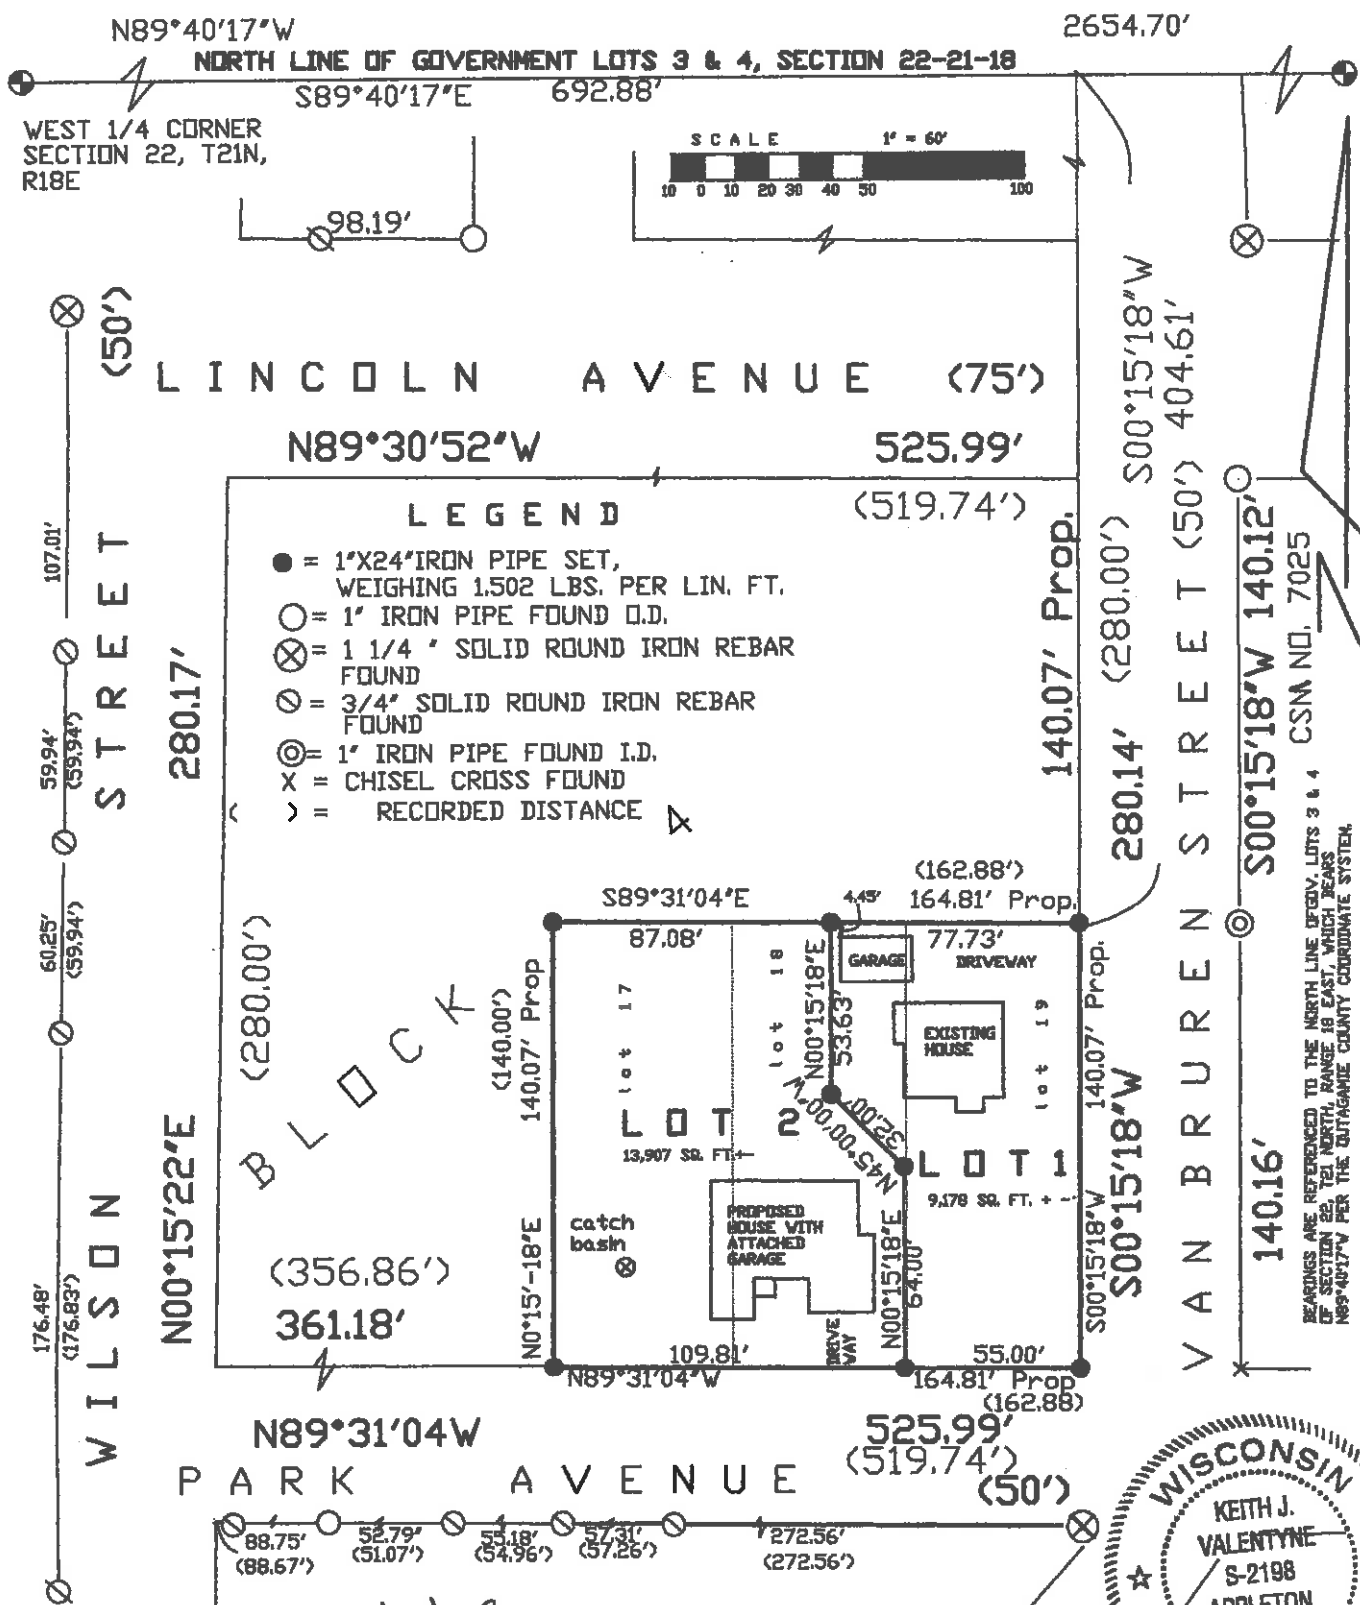 N89°40'17"W
2654.70'
NORTH LINE OF GOVERNMENT LOTS 3 & 4, SECTION 22-21-18
S89°40'17"E 692.88'
WEST 1/4 CORNER
SECTION 22, T21N,
R18E
SCALE 1" = 60'
10 0 10 20 30 40 50 100
98.19'
(50')
LINCOLN AVENUE (75')
S00°15'18"W
404.61'
N89°30'52"W 525.99'
(519.74')
LEGEND
● = 1"X24"IRON PIPE SET,
WEIGHING 1.502 LBS. PER LIN. FT.
○ = 1" IRON PIPE FOUND O.D.
⊗ = 1 1/4 " SOLID ROUND IRON REBAR
FOUND
⊘ = 3/4" SOLID ROUND IRON REBAR
FOUND
◎ = 1" IRON PIPE FOUND I.D.
X = CHISEL CROSS FOUND
( ) = RECORDED DISTANCE
4
107.01'
59.94'
(59.94')
60.25'
(59.94')
176.48'
(176.83')
WILSON STREET
280.17'
(280.00')
N00°15'22"E
BLOCK
140.07' Prop.
(280.00')
280.14'
S00°15'18"W
VAN BUREN STREET (50')
S00°15'18"W 140.12'
CSM NO. 7025
140.16'
BEARINGS ARE REFERENCED TO THE NORTH LINE OFGOV. LOTS 3 & 4
OF SECTION 22, T21 NORTH, RANGE 18 EAST, WHICH BEARS
N89°40'17"W PER THE OUTAGAMIE COUNTY COORDINATE SYSTEM.
(162.88')
S89°31'04"E 4.45' 164.81' Prop.
87.08' 77.73'
GARAGE DRIVEWAY
lot 17
lot 18
lot 19
N00°15'18"E
53.63'
EXISTING
HOUSE
(140.00')
140.07' Prop
140.07' Prop.
N45°00'00"W
32.00'
LOT 2
13,907 SQ. FT.+-
LOT 1
9,178 SQ. FT. + -
PROPOSED
HOUSE WITH
ATTACHED
GARAGE
catch
basin
N0°15'-18"E
N00°15'18"E
64.00'
S00°15'18"W
DRIVE
WAY
(356.86')
361.18'
109.81' 55.00'
N89°31'04"W 164.81' Prop
(162.88)
N89°31'04W 525.99'
(519.74')
PARK AVENUE (50')
88.75' 52.79' 55.18' 57.31' 272.56'
(88.67') (51.07') (54.96') (57.26') (272.56')
WISCONSIN
KEITH J.
VALENTYNE
S-2198
APPLETON